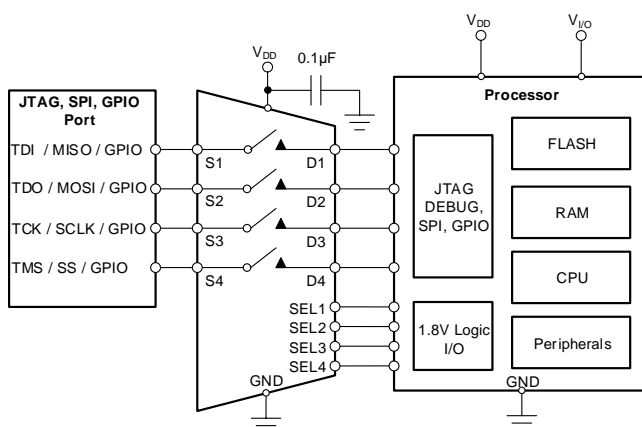 VDD
VDD
VI/O
0.1µF
JTAG, SPI, GPIO
Port
Processor
TDI / MISO / GPIO
S1
D1
TDO / MOSI / GPIO
S2
D2
TCK / SCLK / GPIO
S3
D3
TMS / SS / GPIO
S4
D4
JTAG
DEBUG,
SPI, GPIO
FLASH
RAM
CPU
Peripherals
SEL1
SEL2
SEL3
SEL4
1.8V Logic
I/O
GND
GND